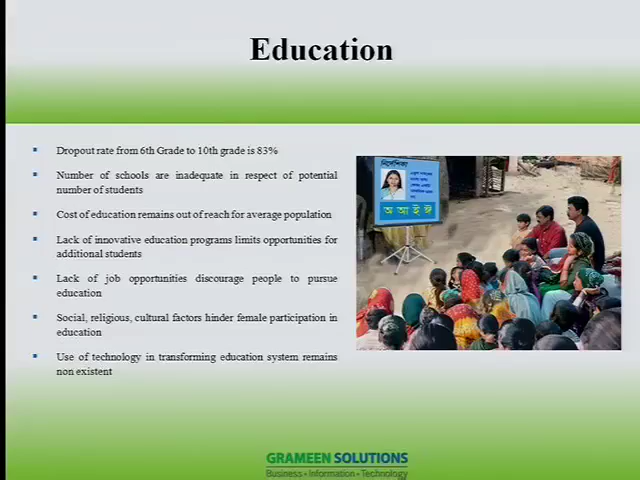 Education
Dropout rate from 6th Grade to 10th grade is 83%
Number of schools are inadequate in respect of potential
number of students
Cost of education remains out of reach for average population
Lack of innovative education programs limits opportunities for
additional students
Lack of job opportunities discourage people to pursue
education
Social, religious, cultural factors hinder female participation in
education
Use of technology in transforming education system remains
non existent
নির্দেশিকা
অ আ ই ঈ
GRAMEEN SOLUTIONS
Business • Information • Technology